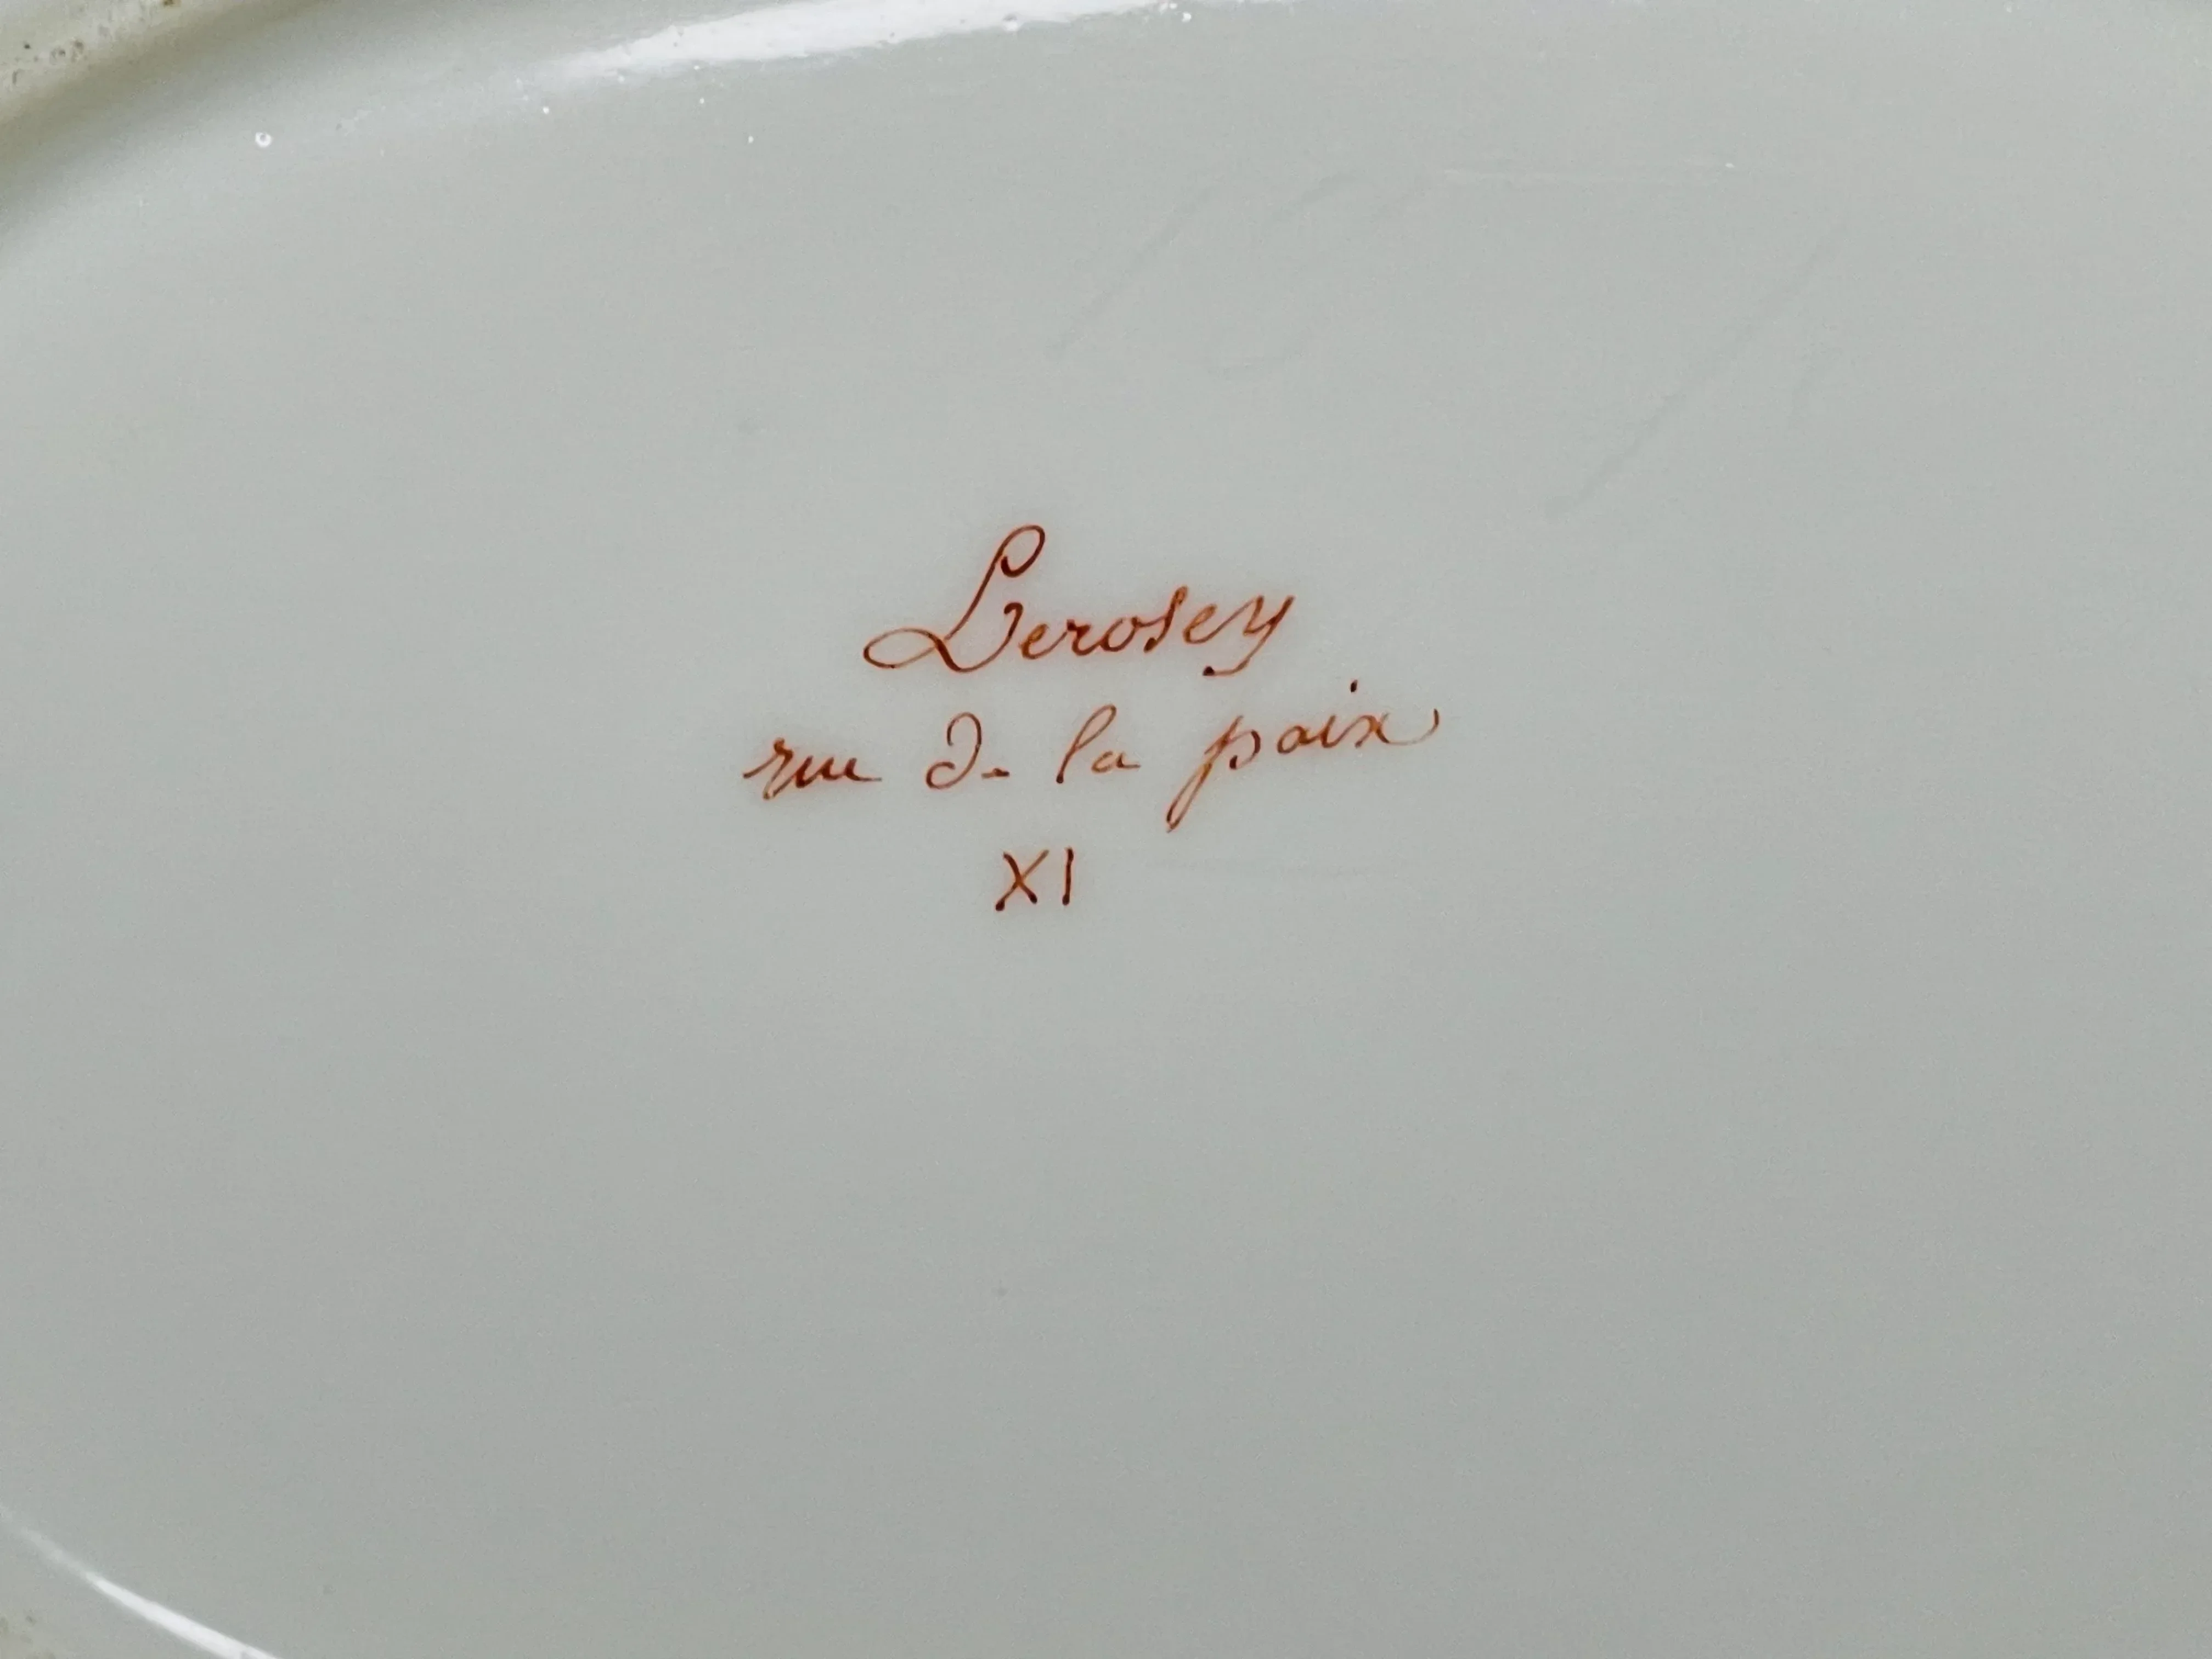 Lerosey
rue de la paix
XI